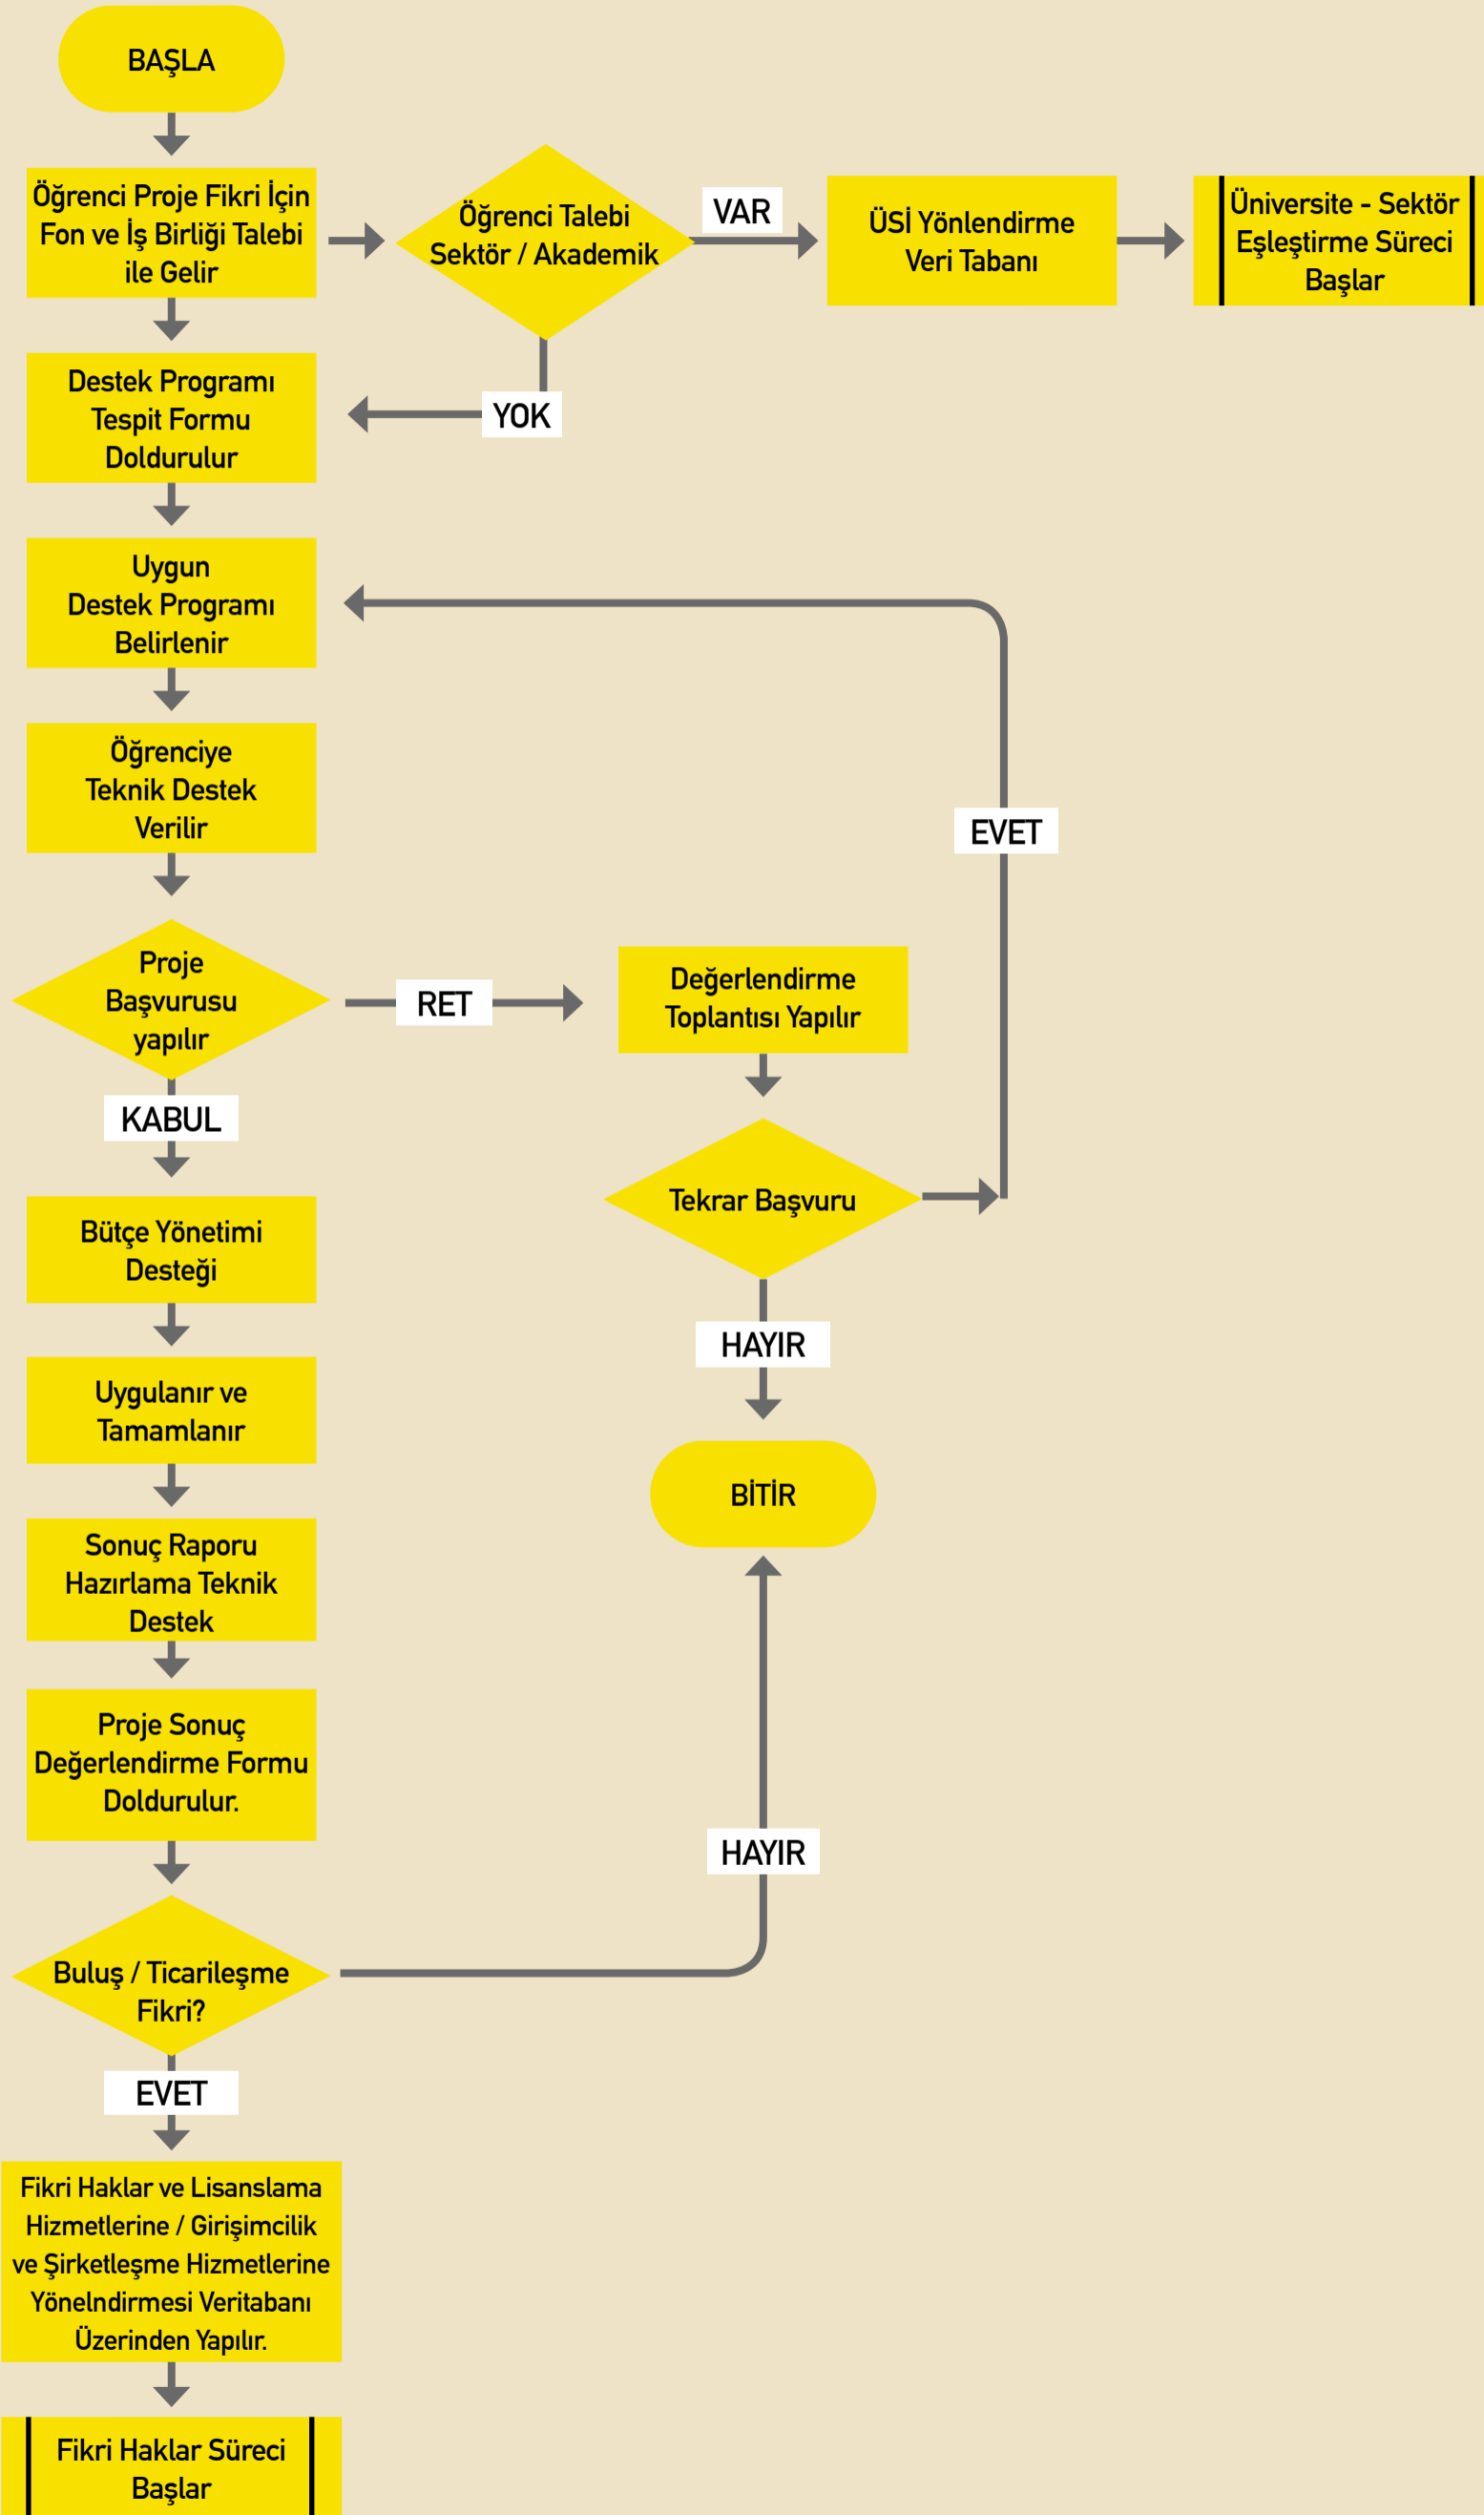 BAŞLA
Öğrenci Proje Fikri İçin
Fon ve İş Birliği Talebi
ile Gelir
Öğrenci Talebi
Sektör / Akademik
VAR
ÜSİ Yönlendirme
Veri Tabanı
Üniversite - Sektör
Eşleştirme Süreci
Başlar
YOK
Destek Programı
Tespit Formu
Doldurulur
Uygun
Destek Programı
Belirlenir
Öğrenciye
Teknik Destek
Verilir
EVET
Proje
Başvurusu
yapılır
RET
Değerlendirme
Toplantısı Yapılır
KABUL
Tekrar Başvuru
Bütçe Yönetimi
Desteği
HAYIR
Uygulanır ve
Tamamlanır
BİTİR
Sonuç Raporu
Hazırlama Teknik
Destek
Proje Sonuç
Değerlendirme Formu
Doldurulur.
HAYIR
Buluş / Ticarileşme
Fikri?
EVET
Fikri Haklar ve Lisanslama
Hizmetlerine / Girişimcilik
ve Şirketleşme Hizmetlerine
Yönelndirmesi Veritabanı
Üzerinden Yapılır.
Fikri Haklar Süreci
Başlar